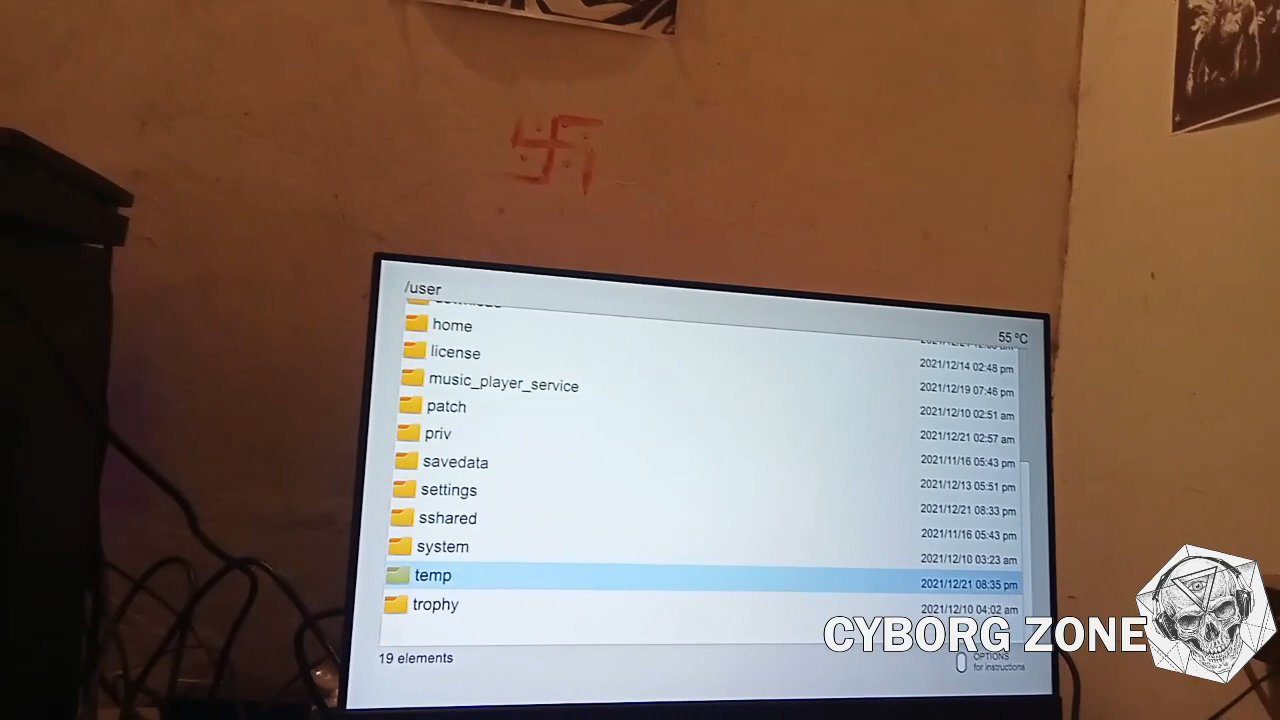 /user
55 °C
home
2021/12/14 02:48 pm
license
2021/12/19 07:46 pm
music_player_service
2021/12/10 02:51 am
patch
2021/12/21 02:57 am
priv
2021/11/16 05:43 pm
savedata
2021/12/13 05:51 pm
settings
2021/12/21 08:33 pm
sshared
2021/11/16 05:43 pm
system
2021/12/10 03:23 am
temp
2021/12/21 08:35 pm
trophy
2021/12/10 04:02 am
19 elements
OPTIONS
for Instructions
CYBORG ZONE